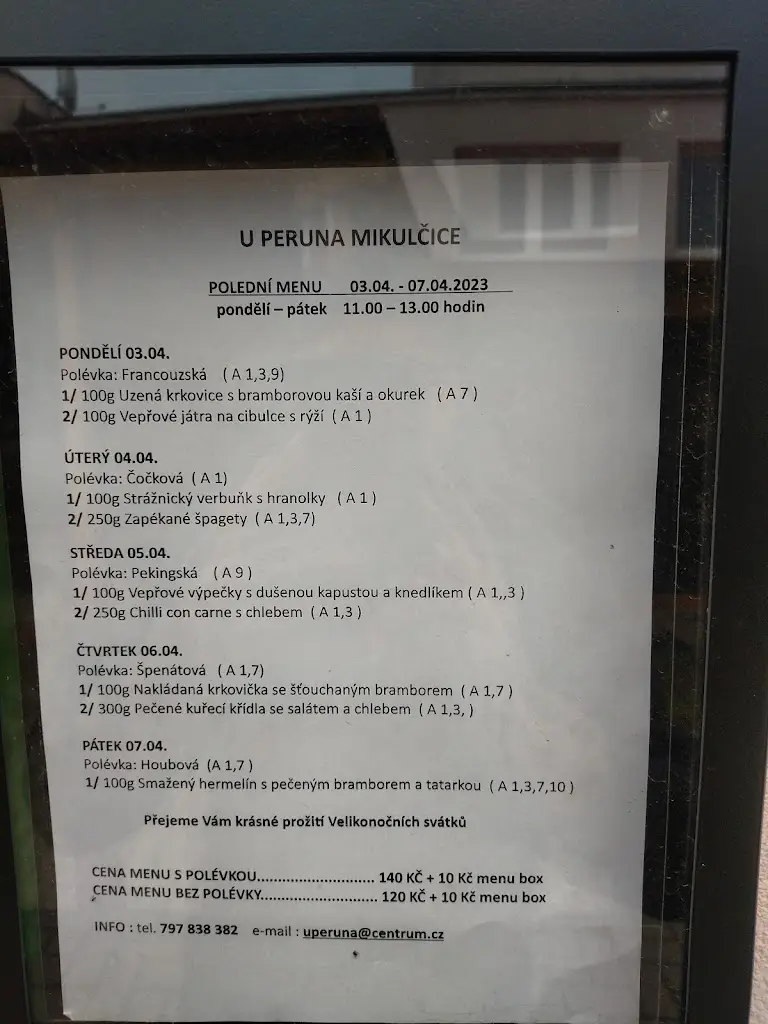 U PERUNA MIKULČICE
POLEDNÍ MENU 03.04. - 07.04.2023
pondělí – pátek 11.00 – 13.00 hodin
PONDĚLÍ 03.04.
Polévka: Francouzská ( A 1,3,9)
1/ 100g Uzená krkovice s bramborovou kaší a okurek ( A 7 )
2/ 100g Vepřové játra na cibulce s rýží ( A 1 )
ÚTERÝ 04.04.
Polévka: Čočková ( A 1)
1/ 100g Strážnický verbuňk s hranolky ( A 1 )
2/ 250g Zapékané špagety ( A 1,3,7)
STŘEDA 05.04.
Polévka: Pekingská ( A 9 )
1/ 100g Vepřové výpečky s dušenou kapustou a knedlíkem ( A 1,,3 )
2/ 250g Chilli con carne s chlebem ( A 1,3 )
ČTVRTEK 06.04.
Polévka: Špenátová ( A 1,7)
1/ 100g Nakládaná krkovička se šťouchaným bramborem ( A 1,7 )
2/ 300g Pečené kuřecí křídla se salátem a chlebem ( A 1,3, )
PÁTEK 07.04.
Polévka: Houbová (A 1,7 )
1/ 100g Smažený hermelín s pečeným bramborem a tatarkou ( A 1,3,7,10 )
Přejeme Vám krásné prožití Velikonočních svátků
CENA MENU S POLÉVKOU........................... 140 KČ + 10 Kč menu box
CENA MENU BEZ POLÉVKY........................... 120 KČ + 10 Kč menu box
INFO : tel. 797 838 382 e-mail : uperuna@centrum.cz